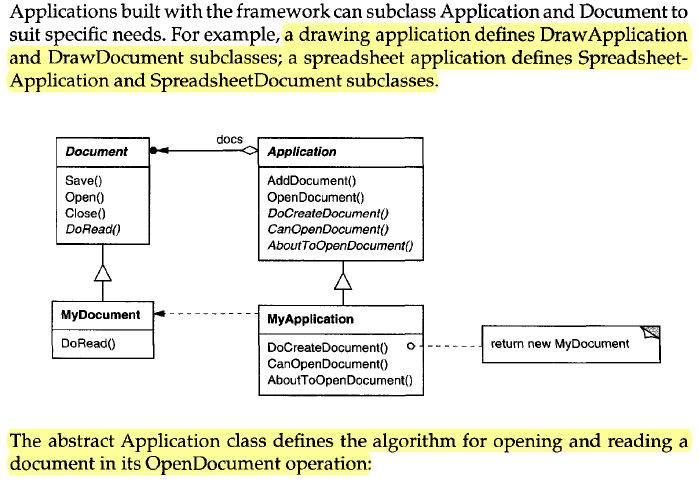 Applications built with the framework can subclass Application and Document to
suit specific needs. For example, a drawing application defines DrawApplication
and DrawDocument subclasses; a spreadsheet application defines Spreadsheet-
Application and SpreadsheetDocument subclasses.
docs
Document
Save()
Open()
Close()
DoRead()
Application
AddDocument()
OpenDocument()
DoCreateDocument()
CanOpenDocument()
AboutToOpenDocument()
MyDocument
DoRead()
MyApplication
DoCreateDocument()
CanOpenDocument()
AboutToOpenDocument()
return new MyDocument
The abstract Application class defines the algorithm for opening and reading a
document in its OpenDocument operation: